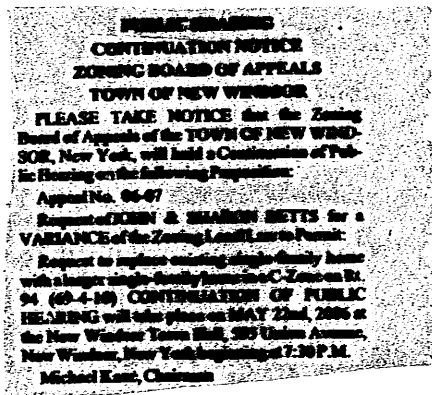 PUBLIC HEARING
CONTINUATION NOTICE
ZONING BOARD OF APPEALS
TOWN OF NEW WINDSOR
PLEASE TAKE NOTICE that the Zoning
Board of Appeals of the TOWN OF NEW WIND-
SOR, New York, will hold a Continuation of Pub-
lic Hearing on the following Proposition:
Appeal No. 06-07
Request of JOHN & SHARON BETTS for a
VARIANCE of the Zoning Local Law to Permit:
Request to replace existing single-family home
with a larger single-family home in a C-Zone on Rt.
94 (69-4-10) CONTINUATION OF PUBLIC
HEARING will take place on MAY 22nd, 2006 at
the New Windsor Town Hall, 555 Union Avenue,
New Windsor, New York beginning at 7:30 P.M.
Michael Kane, Chairman